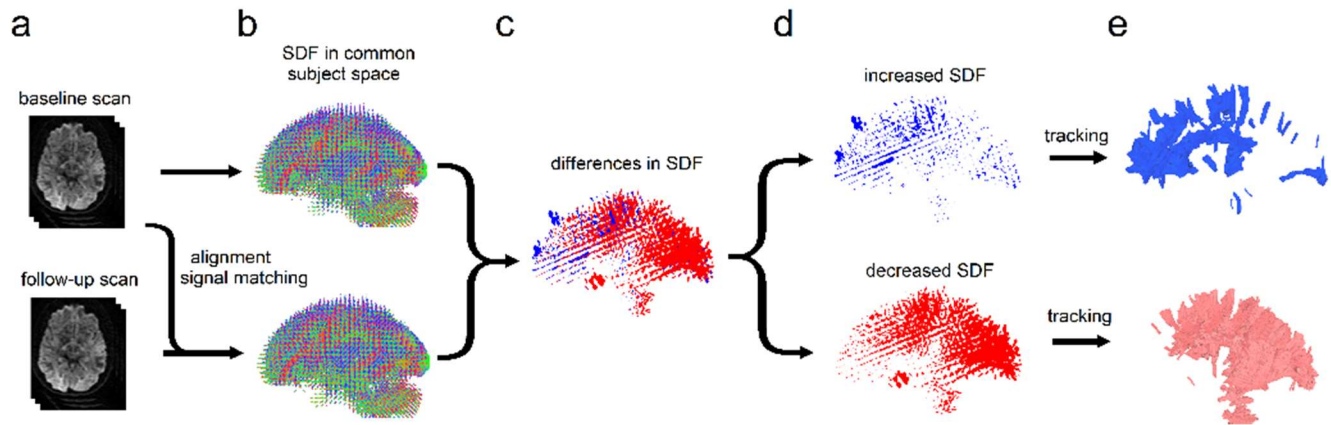 a
b
c
d
e
baseline scan
follow-up scan
SDF in common
subject space
alignment
signal matching
differences in SDF
increased SDF
decreased SDF
tracking
tracking